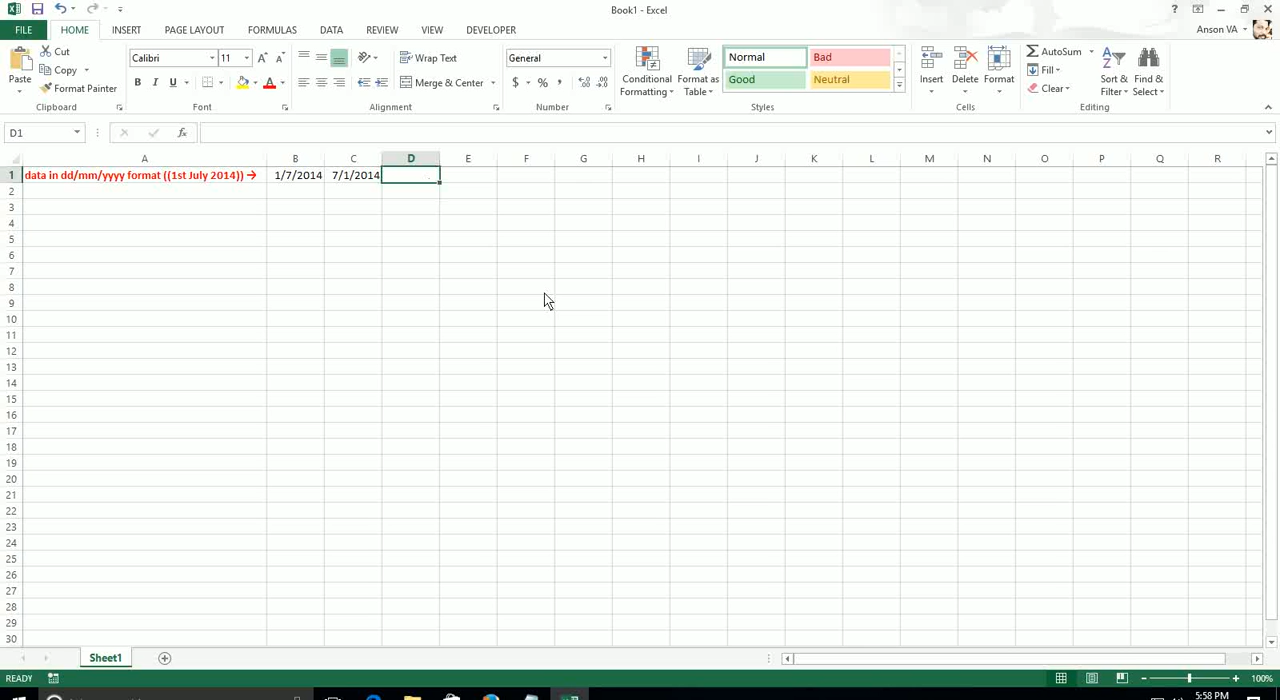 Book1 - Excel
?
FILE HOME INSERT PAGE LAYOUT FORMULAS DATA REVIEW VIEW DEVELOPER Anson VA
Paste
Cut
Copy
Format Painter
Clipboard
Calibri 11
B I U
Font
Wrap Text
Merge & Center
Alignment
General
$ % ,
Number
Conditional Formatting
Format as Table
Normal Bad
Good Neutral
Styles
Insert Delete Format
Cells
AutoSum
Fill
Clear
Sort & Filter
Find & Select
Editing
D1 fx
A B C D E F G H I J K L M N O P Q R
1 data in dd/mm/yyyy format ((1st July 2014)) → 1/7/2014 7/1/2014
2
3
4
5
6
7
8
9
10
11
12
13
14
15
16
17
18
19
20
21
22
23
24
25
26
27
28
29
30
Sheet1
READY 100%
5:58 PM